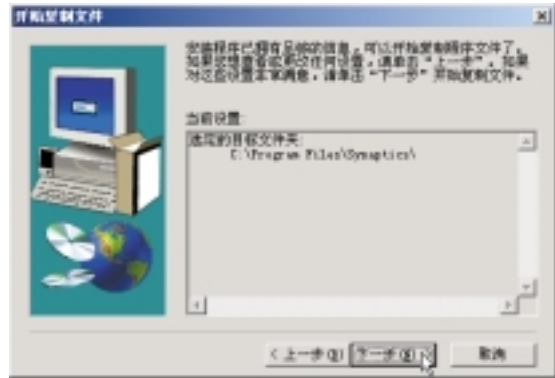 开始复制文件
安装程序已拥有足够的信息，可以开始复制程序文件了。
如果您想查看或更改任何设置，请单击“上一步”。如果
对这些设置非常满意，请单击“下一步”开始复制文件。
当前设置:
选定的目标文件夹:
C:\Program Files\Synaptics\
< 上一步(B)
下一步(N) >
取消